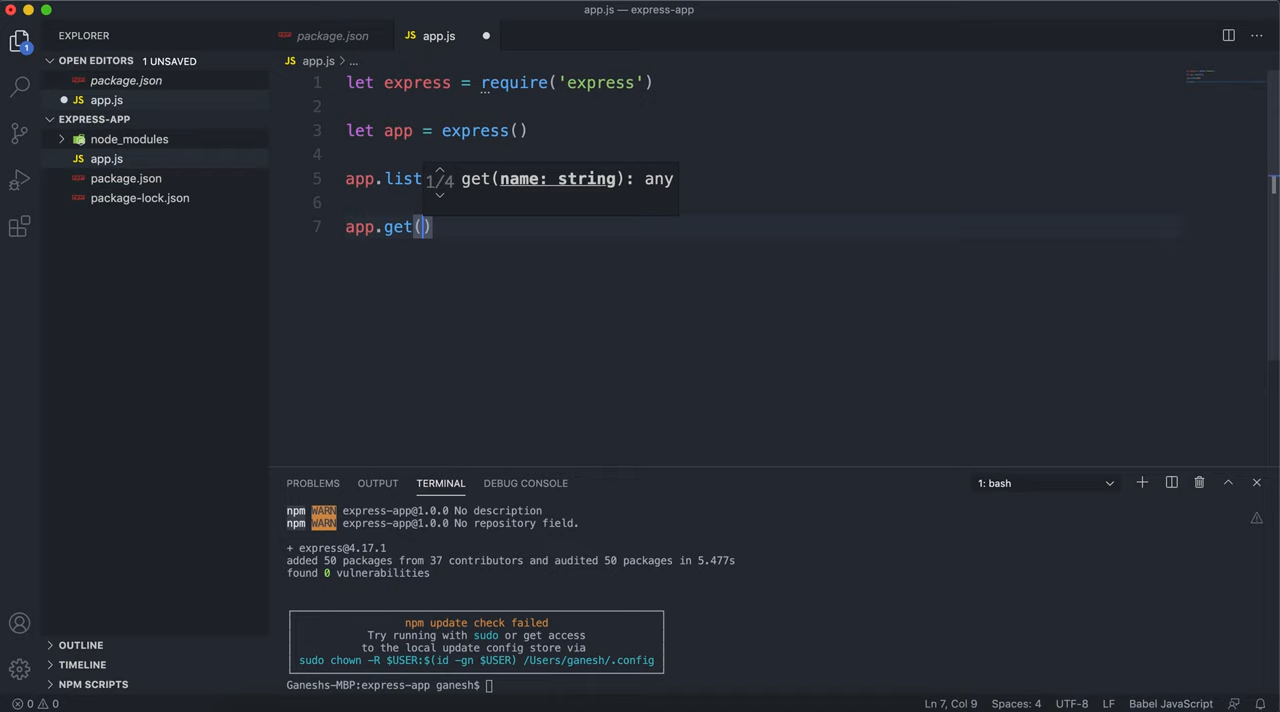 app.js — express-app
EXPLORER
package.json
JS app.js
OPEN EDITORS 1 UNSAVED
package.json
JS app.js
EXPRESS-APP
node_modules
JS app.js
package.json
package-lock.json
1
JS app.js > ...
1 let express = require('express')
2
3 let app = express()
4
5 app.list
1/4 get(name: string): any
6
7 app.get()
PROBLEMS OUTPUT TERMINAL DEBUG CONSOLE
1: bash
npm WARN express-app@1.0.0 No description
npm WARN express-app@1.0.0 No repository field.
+ express@4.17.1
added 50 packages from 37 contributors and audited 50 packages in 5.477s
found 0 vulnerabilities
npm update check failed
Try running with sudo or get access
to the local update config store via
sudo chown -R $USER:$(id -gn $USER) /Users/ganesh/.config
Ganeshs-MBP:express-app ganesh$
OUTLINE
TIMELINE
NPM SCRIPTS
0 0
Ln 7, Col 9 Spaces: 4 UTF-8 LF Babel JavaScript